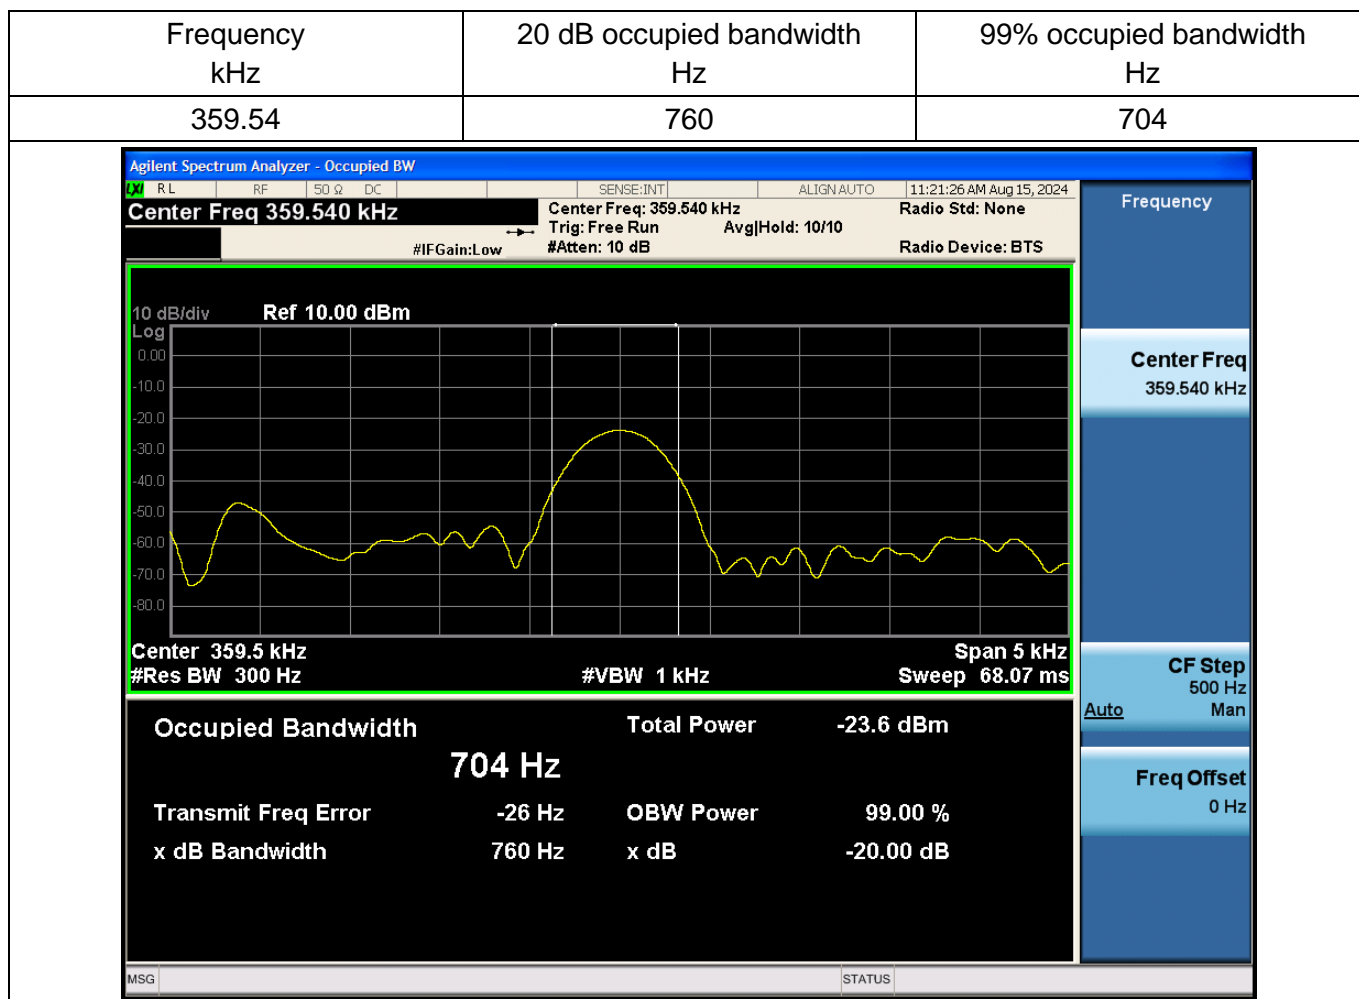 Frequency 20 dB occupied bandwidth 99% occupied bandwidth
kHz Hz Hz
359.54 760 704
Agilent Spectrum Analyzer - Occupied BW
LXI RL RF 50 Ω DC SENSE:INT ALIGN AUTO 11:21:26 AM Aug 15, 2024
Center Freq 359.540 kHz Center Freq: 359.540 kHz Radio Std: None Frequency
Trig: Free Run Avg|Hold: 10/10
#IFGain:Low #Atten: 10 dB Radio Device: BTS
10 dB/div Ref 10.00 dBm
Log
0.00
-10.0
-20.0
-30.0
-40.0
-50.0
-60.0
-70.0
-80.0
Center 359.5 kHz Span 5 kHz
#Res BW 300 Hz #VBW 1 kHz Sweep 68.07 ms
Occupied Bandwidth Total Power -23.6 dBm
704 Hz
Transmit Freq Error -26 Hz OBW Power 99.00 %
x dB Bandwidth 760 Hz x dB -20.00 dB
Center Freq
359.540 kHz
CF Step
500 Hz
Auto Man
Freq Offset
0 Hz
MSG STATUS